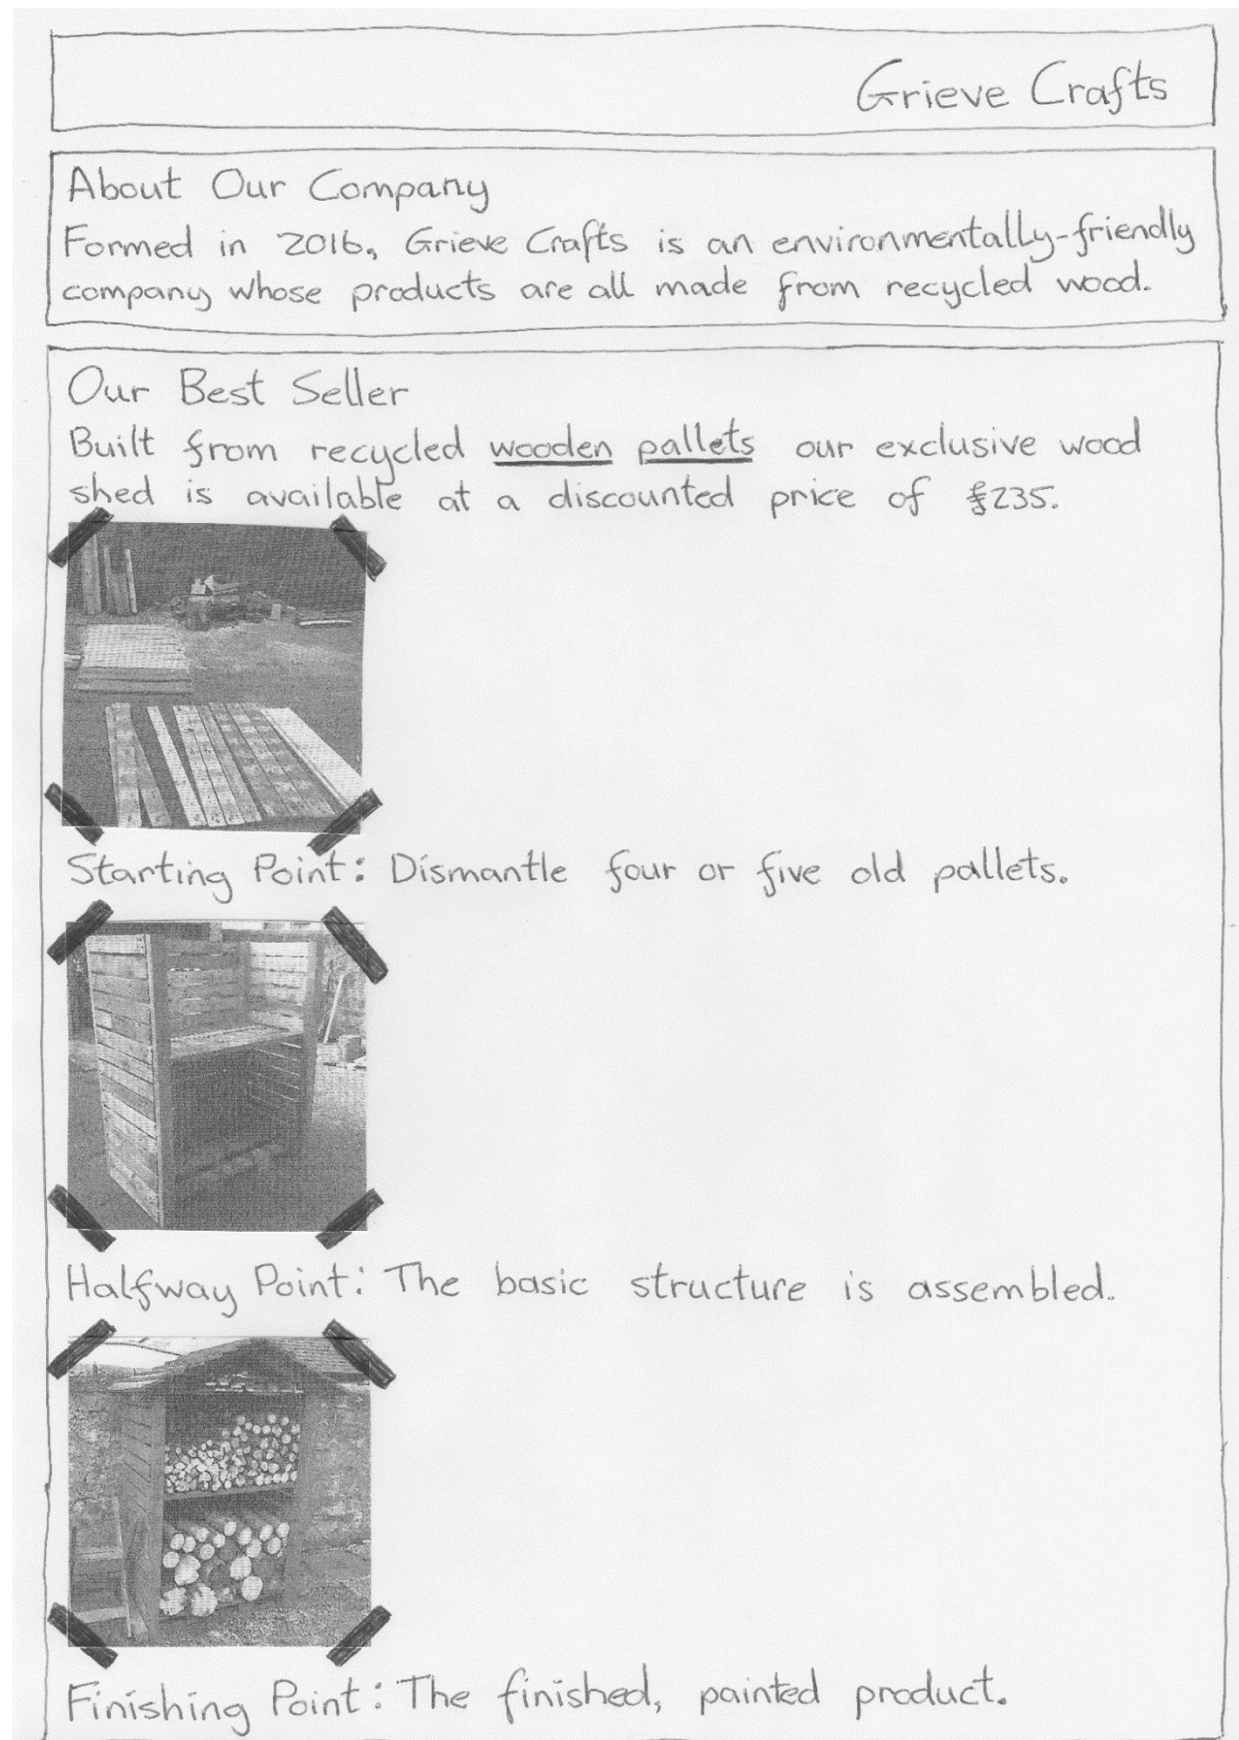 Grieve Crafts
About Our Company
Formed in 2016, Grieve Crafts is an environmentally-friendly
company whose products are all made from recycled wood.
Our Best Seller
Built from recycled wooden pallets our exclusive wood
shed is available at a discounted price of £235.
Starting Point: Dismantle four or five old pallets.
Halfway Point: The basic structure is assembled.
Finishing Point: The finished, painted product.